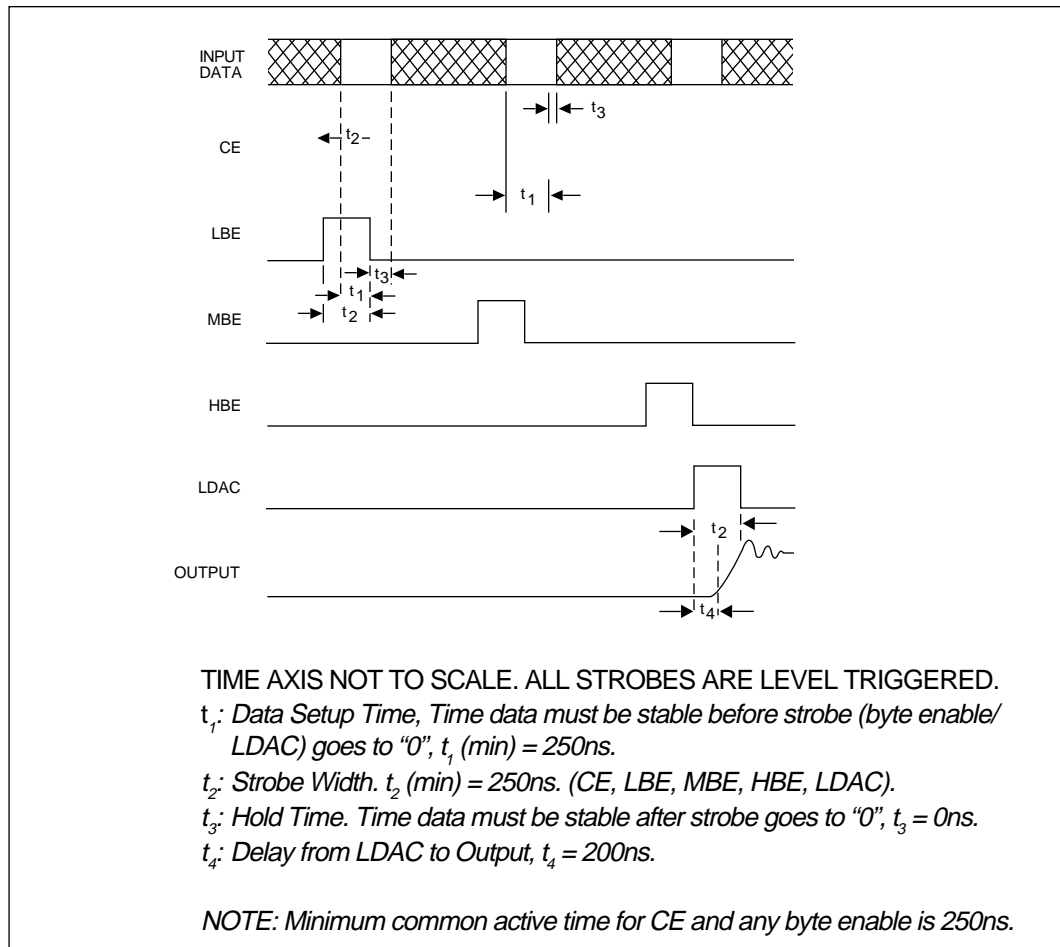 INPUT
DATA
t3
t2
CE
t1
LBE
t3
t1
t2
MBE
HBE
LDAC
t2
OUTPUT
t4
TIME AXIS NOT TO SCALE. ALL STROBES ARE LEVEL TRIGGERED.
t1: Data Setup Time, Time data must be stable before strobe (byte enable/
LDAC) goes to “0”, t1 (min) = 250ns.
t2: Strobe Width. t2 (min) = 250ns. (CE, LBE, MBE, HBE, LDAC).
t3: Hold Time. Time data must be stable after strobe goes to “0”, t3 = 0ns.
t4: Delay from LDAC to Output, t4 = 200ns.
NOTE: Minimum common active time for CE and any byte enable is 250ns.